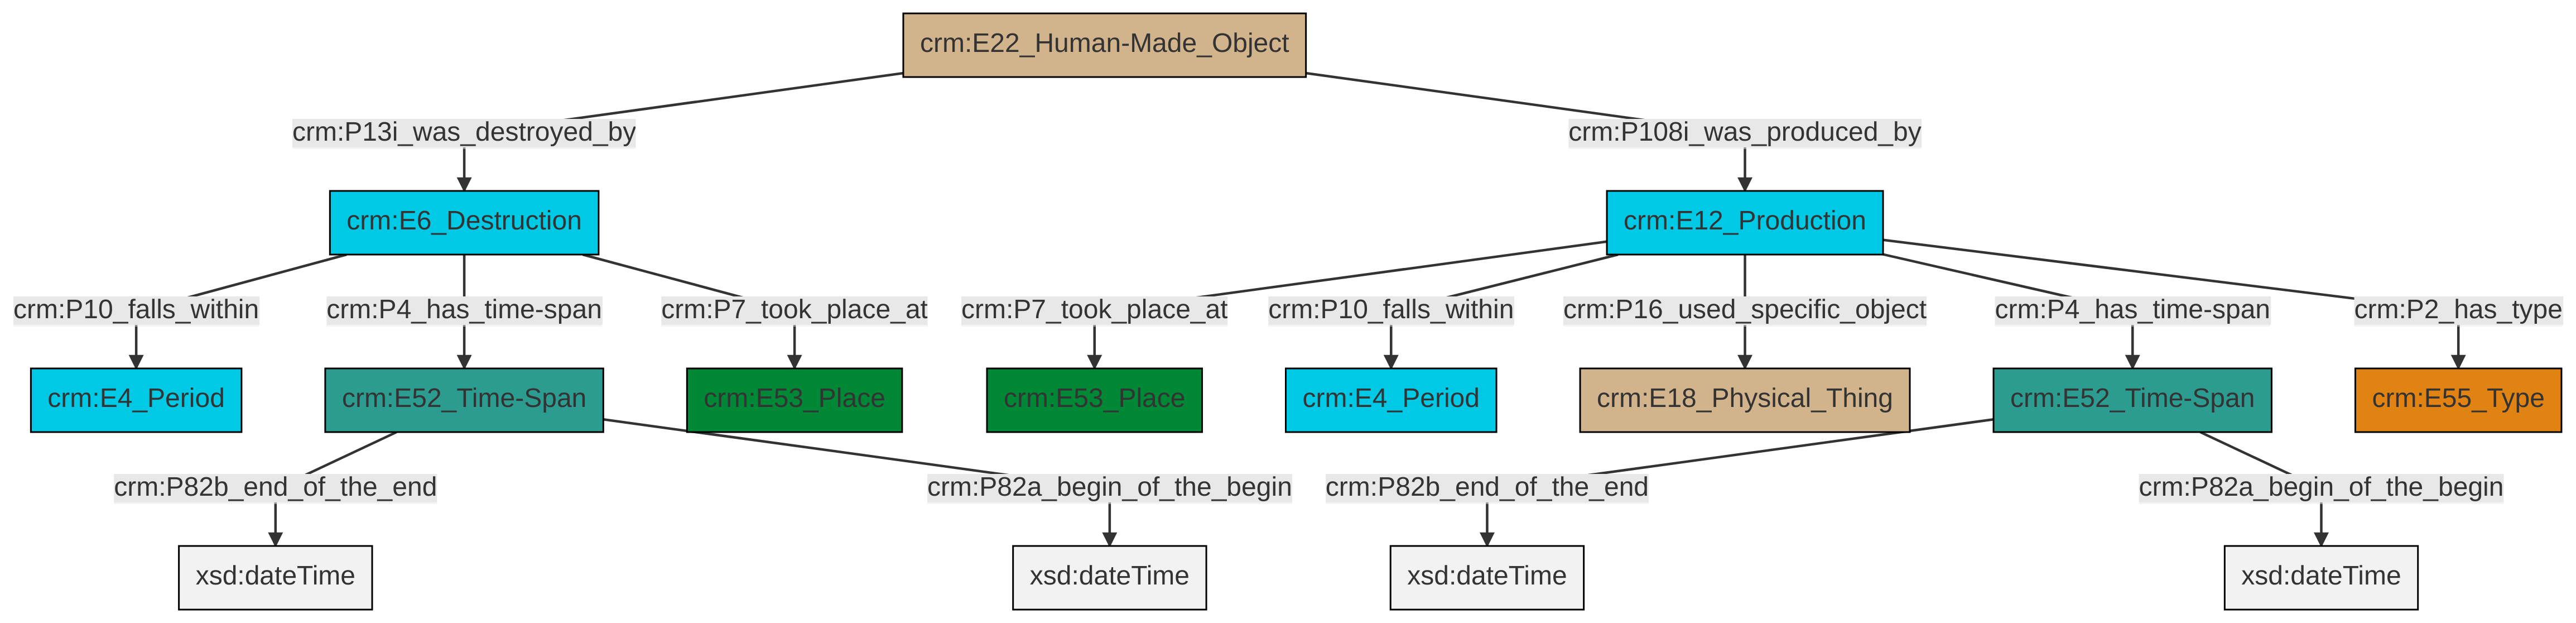 crm:E22_Human-Made_Object
crm:P13i_was_destroyed_by
crm:P108i_was_produced_by
crm:E6_Destruction
crm:E12_Production
crm:P10_falls_within
crm:P4_has_time-span
crm:P7_took_place_at
crm:P7_took_place_at
crm:P10_falls_within
crm:P16_used_specific_object
crm:P4_has_time-span
crm:P2_has_type
crm:E4_Period
crm:E52_Time-Span
crm:E53_Place
crm:E53_Place
crm:E4_Period
crm:E18_Physical_Thing
crm:E52_Time-Span
crm:E55_Type
crm:P82b_end_of_the_end
crm:P82a_begin_of_the_begin
crm:P82b_end_of_the_end
crm:P82a_begin_of_the_begin
xsd:dateTime
xsd:dateTime
xsd:dateTime
xsd:dateTime